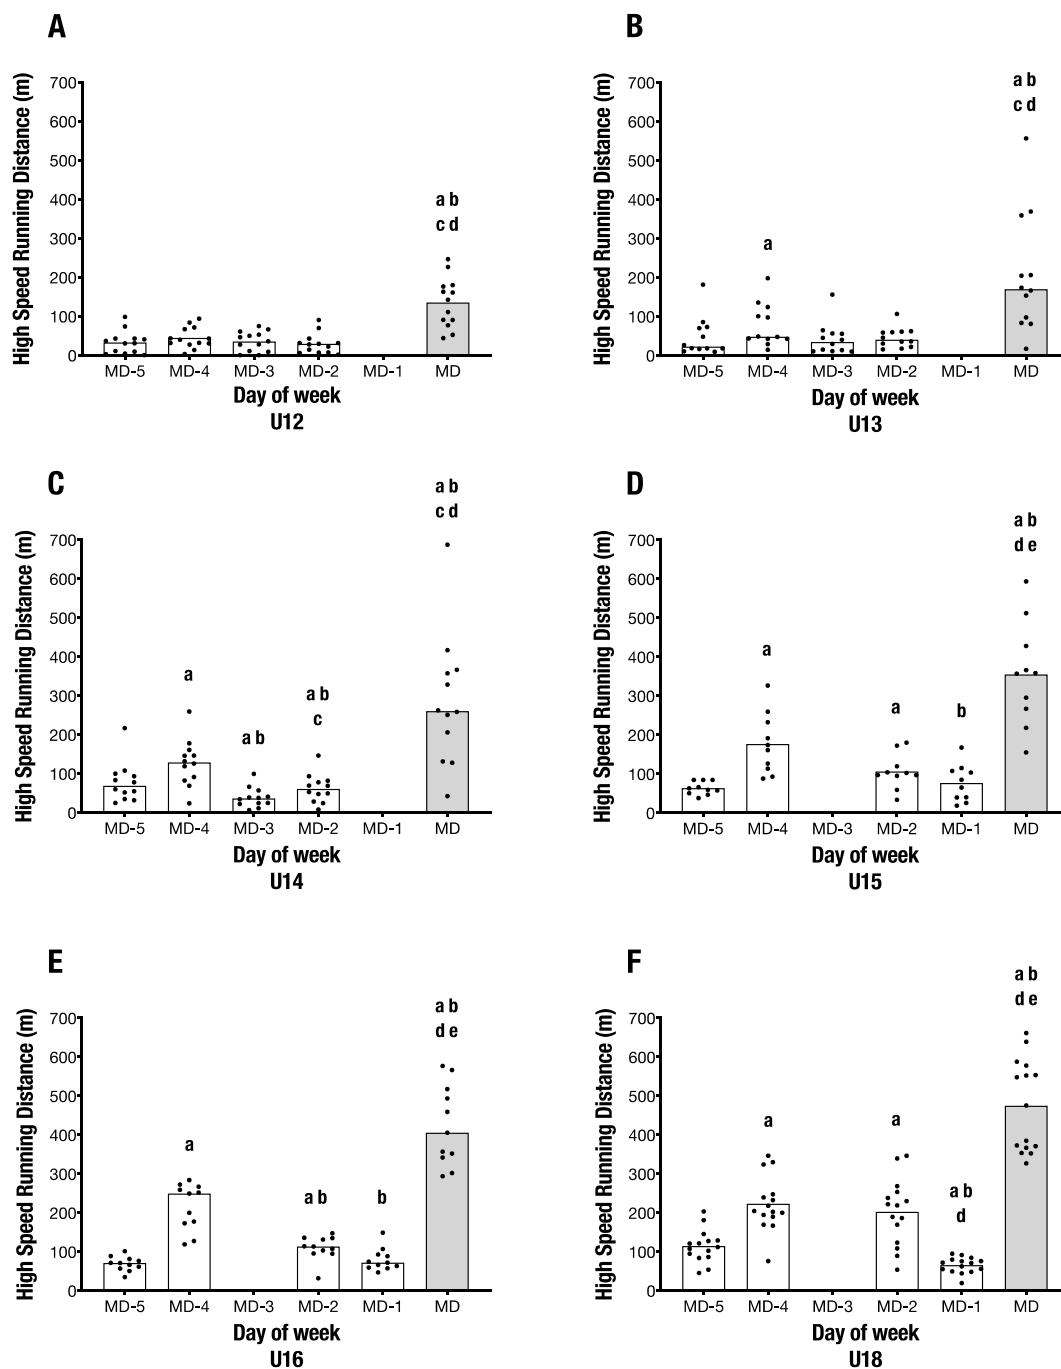 A
High Speed Running Distance (m)
700
600
500
400
300
200
100
0
a b
c d
MD-5 MD-4 MD-3 MD-2 MD-1 MD
Day of week
U12
B
High Speed Running Distance (m)
700
600
500
400
300
200
100
0
a
a b
c d
MD-5 MD-4 MD-3 MD-2 MD-1 MD
Day of week
U13
C
High Speed Running Distance (m)
700
600
500
400
300
200
100
0
a
a b
a b
c
a b
c d
MD-5 MD-4 MD-3 MD-2 MD-1 MD
Day of week
U14
D
High Speed Running Distance (m)
700
600
500
400
300
200
100
0
a
a
b
a b
d e
MD-5 MD-4 MD-3 MD-2 MD-1 MD
Day of week
U15
E
High Speed Running Distance (m)
700
600
500
400
300
200
100
0
a
a b
b
a b
d e
MD-5 MD-4 MD-3 MD-2 MD-1 MD
Day of week
U16
F
High Speed Running Distance (m)
700
600
500
400
300
200
100
0
a
a
a b
d
a b
d e
MD-5 MD-4 MD-3 MD-2 MD-1 MD
Day of week
U18